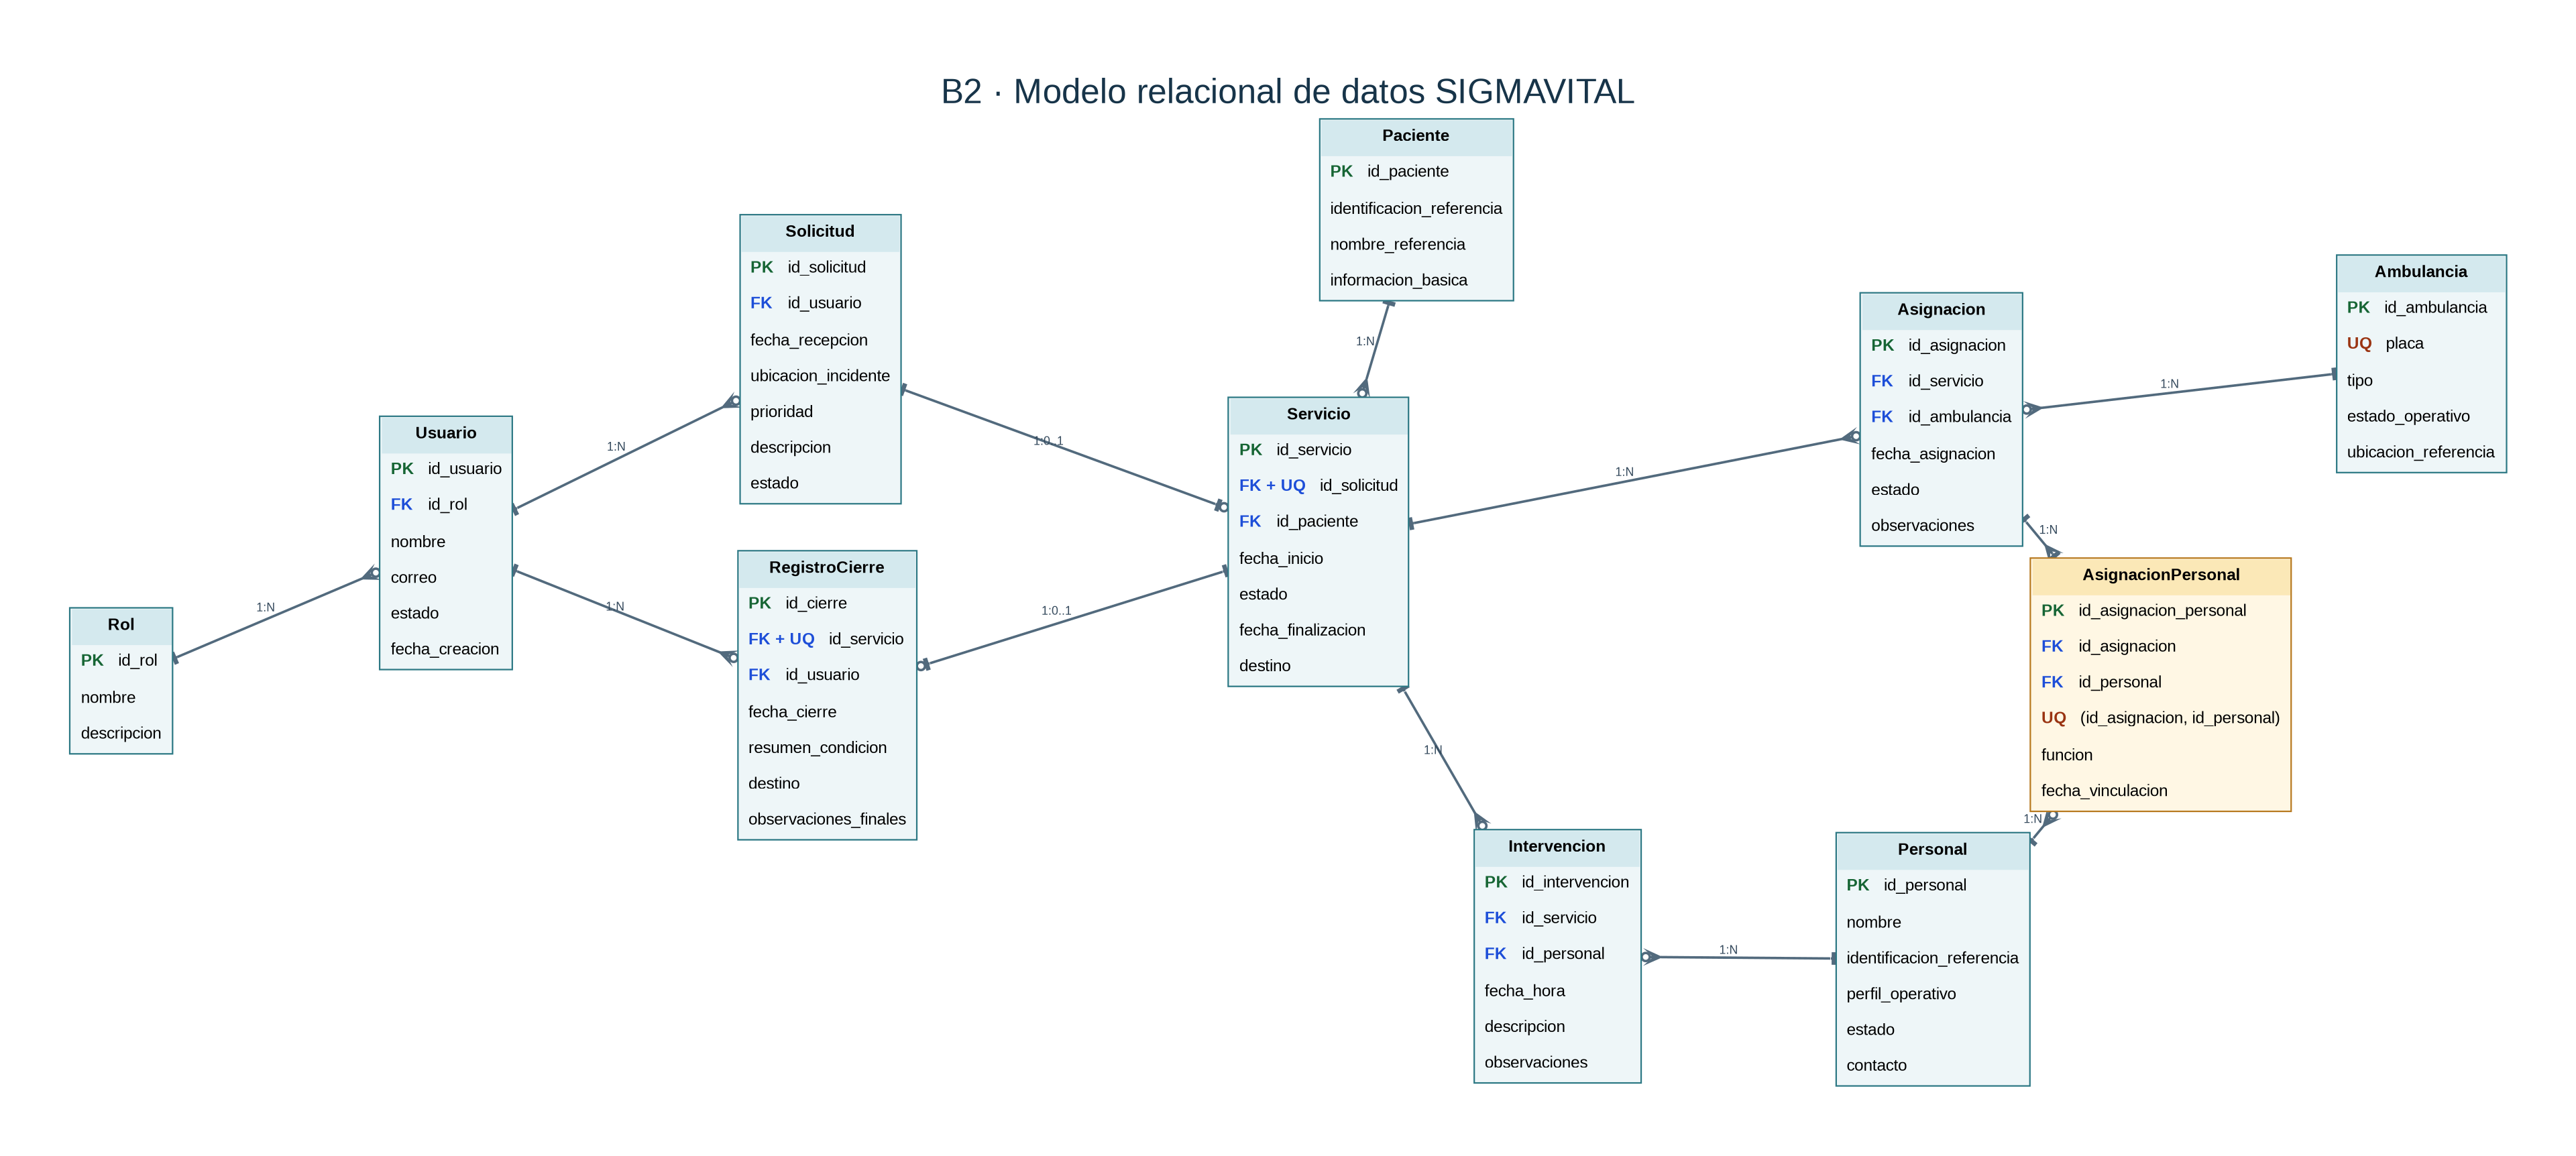 B2 · Modelo relacional de datos SIGMAVITAL
Rol
PK id_rol
nombre
descripcion
1:N
Usuario
PK id_usuario
FK id_rol
nombre
correo
estado
fecha_creacion
1:N
1:N
Solicitud
PK id_solicitud
FK id_usuario
fecha_recepcion
ubicacion_incidente
prioridad
descripcion
estado
RegistroCierre
PK id_cierre
FK + UQ id_servicio
FK id_usuario
fecha_cierre
resumen_condicion
destino
observaciones_finales
1:0..1
1:0..1
Paciente
PK id_paciente
identificacion_referencia
nombre_referencia
informacion_basica
1:N
Servicio
PK id_servicio
FK + UQ id_solicitud
FK id_paciente
fecha_inicio
estado
fecha_finalizacion
destino
1:N
1:N
Intervencion
PK id_intervencion
FK id_servicio
FK id_personal
fecha_hora
descripcion
observaciones
1:N
Asignacion
PK id_asignacion
FK id_servicio
FK id_ambulancia
fecha_asignacion
estado
observaciones
1:N
1:N
Ambulancia
PK id_ambulancia
UQ placa
tipo
estado_operativo
ubicacion_referencia
AsignacionPersonal
PK id_asignacion_personal
FK id_asignacion
FK id_personal
UQ (id_asignacion, id_personal)
funcion
fecha_vinculacion
1:N
Personal
PK id_personal
nombre
identificacion_referencia
perfil_operativo
estado
contacto